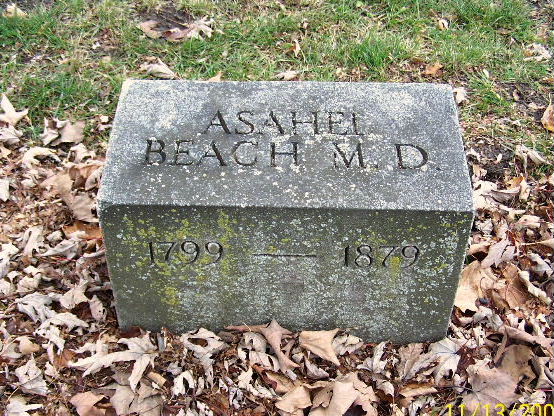 ASAHEL
BEACH M.D.
1799 — 1879